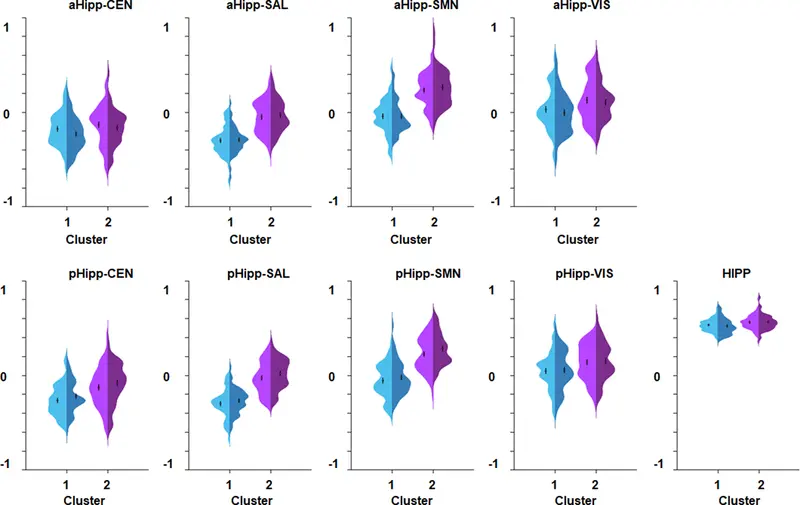 aHipp-CEN
aHipp-SAL
aHipp-SMN
aHipp-VIS
1
1
1
1
0
0
0
0
-1
-1
-1
-1
1 2
1 2
1 2
1 2
Cluster
Cluster
Cluster
Cluster
pHipp-CEN
pHipp-SAL
pHipp-SMN
pHipp-VIS
HIPP
1
1
1
1
1
0
0
0
0
0
-1
-1
-1
-1
-1
1 2
1 2
1 2
1 2
1 2
Cluster
Cluster
Cluster
Cluster
Cluster